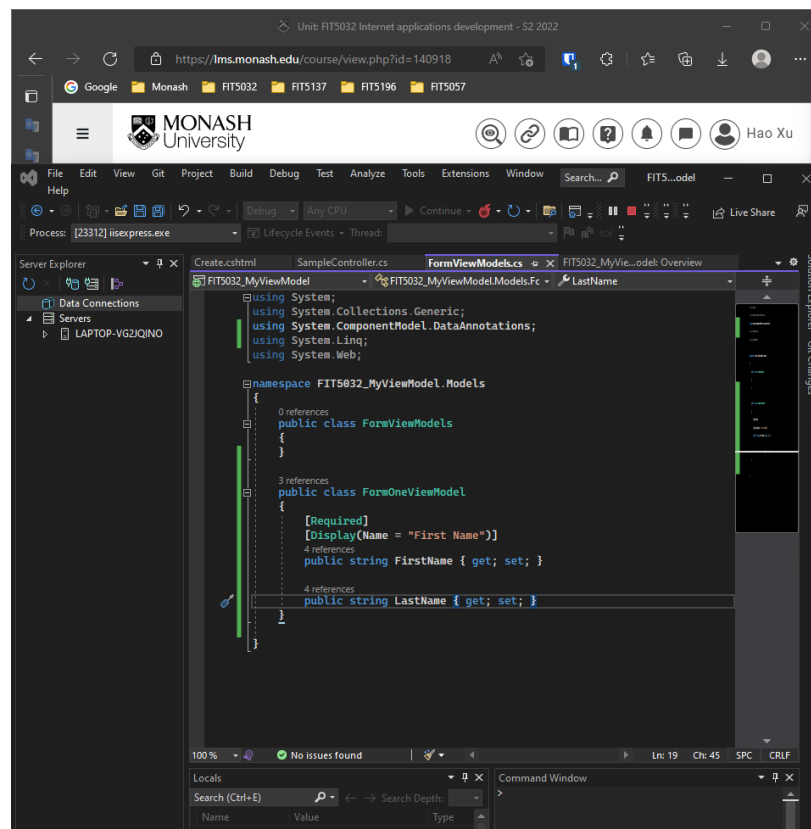 Unit: FIT5032 Internet applications development - S2 2022
https://lms.monash.edu/course/view.php?id=140918
Google Monash FIT5032 FIT5137 FIT5196 FIT5057
MONASH
University
Hao Xu
File Edit View Git Project Build Debug Test Analyze Tools Extensions Window Search... FIT5...odel
Help
Debug Any CPU Continue Live Share
Process: [23312] iisexpress.exe Lifecycle Events Thread:
Server Explorer
Data Connections
Servers
LAPTOP-VG2JQINO
Create.cshtml SampleController.cs FormViewModels.cs FIT5032_MyVie...odel: Overview
FIT5032_MyViewModel FIT5032_MyViewModel.Models.Fc LastName
using System;
using System.Collections.Generic;
using System.ComponentModel.DataAnnotations;
using System.Linq;
using System.Web;
namespace FIT5032_MyViewModel.Models
{
0 references
public class FormViewModels
{
}
3 references
public class FormOneViewModel
{
[Required]
[Display(Name = "First Name")]
4 references
public string FirstName { get; set; }
4 references
public string LastName { get; set; }
}
}
100 % No issues found Ln: 19 Ch: 45 SPC CRLF
Locals
Search (Ctrl+E) Search Depth:
Name Value Type
Command Window
>